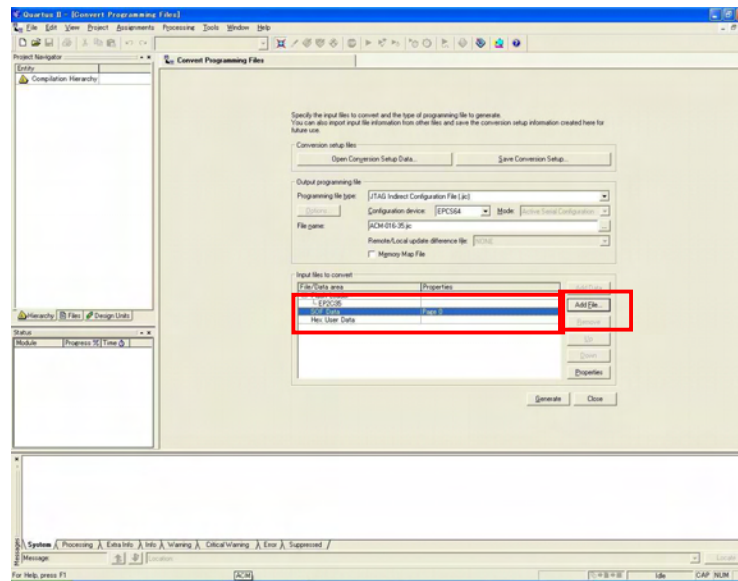 Quartus II - [Convert Programming Files]
File Edit View Project Assignments Processing Tools Window Help
Project Navigator
Convert Programming Files
Entity
Compilation Hierarchy
Specify the input files to convert and the type of programming file to generate.
You can also import input file information from other files and save the conversion setup information created here for
future use.
Conversion setup files
Open Conversion Setup Data...
Save Conversion Setup...
Output programming file
Programming file type:
JTAG Indirect Configuration File (.jic)
Options...
Configuration device:
EPCS64
Mode:
Active Serial Configuration
File name:
ACM-016-35.jic
...
Remote/Local update difference file:
NONE
Memory Map File
Input files to convert
File/Data area
Properties
Add Data
EP2C35
Add File...
SOF Data
Page 0
Remove
Hex User Data
Up
Down
Properties
Generate
Close
Hierarchy Files Design Units
Status
Module
Progress %
Time
System Processing Extra Info Info Warning Critical Warning Error Suppressed
Messages
Message:
Location:
Locate
For Help, press F1
ACM
Idle
CAP NUM